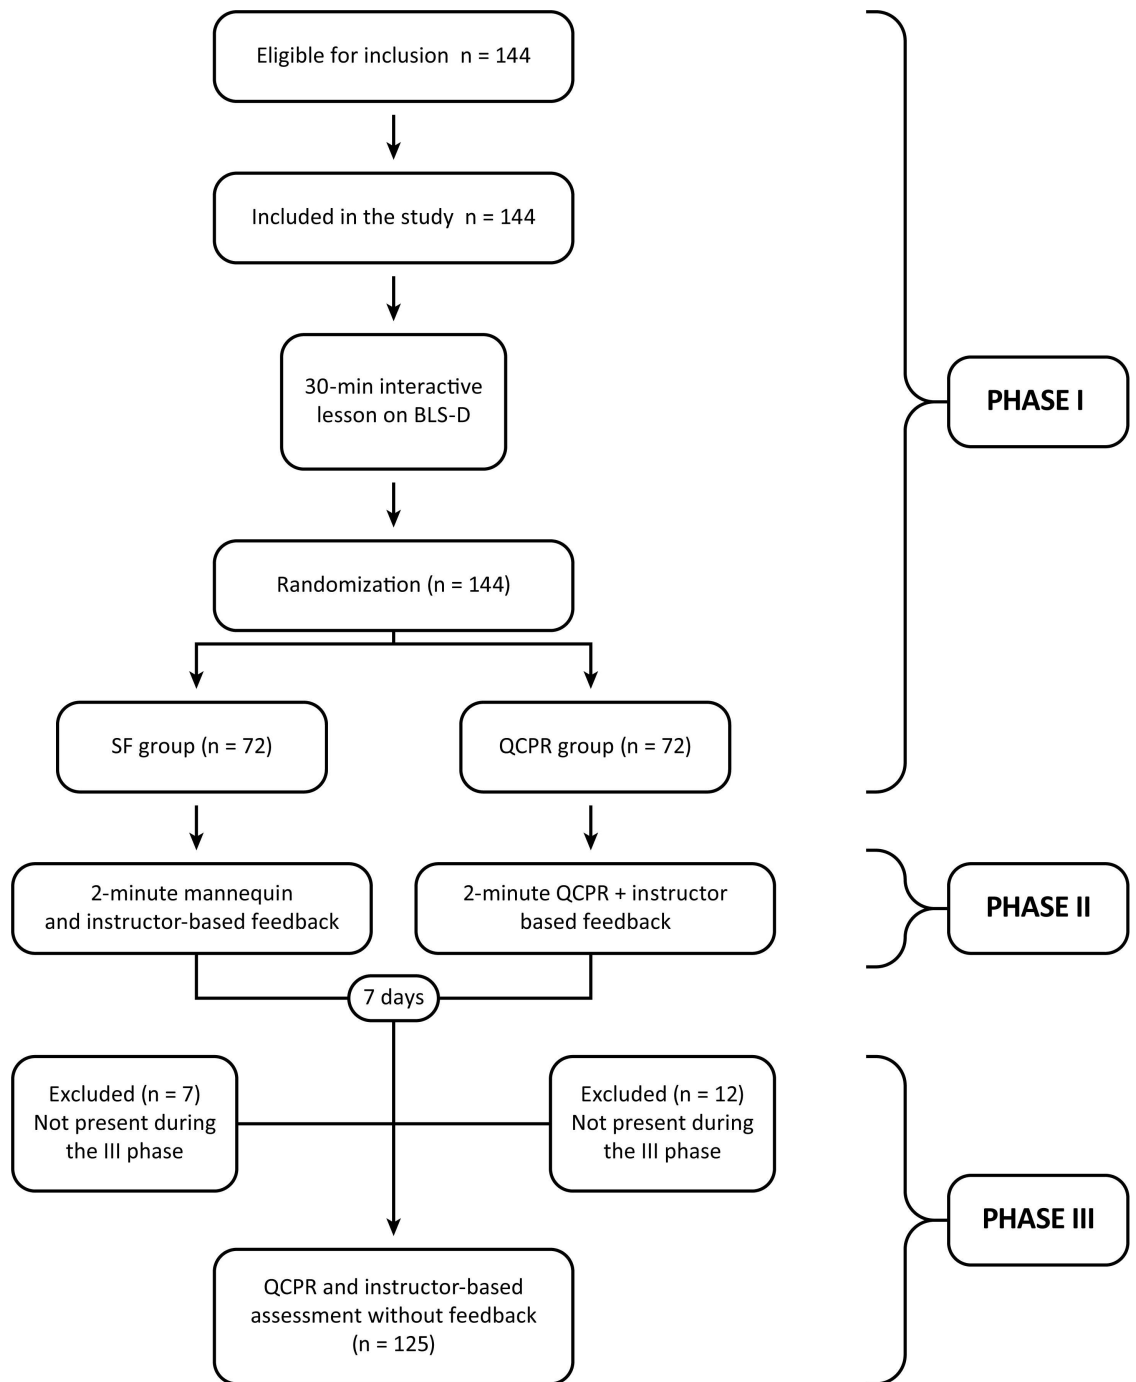 Eligible for inclusion n = 144
Included in the study n = 144
30-min interactive
lesson on BLS-D
Randomization (n = 144)
PHASE I
SF group (n = 72)
QCPR group (n = 72)
2-minute mannequin
and instructor-based feedback
2-minute QCPR + instructor
based feedback
PHASE II
7 days
Excluded (n = 7)
Not present during
the III phase
Excluded (n = 12)
Not present during
the III phase
PHASE III
QCPR and instructor-based
assessment without feedback
(n = 125)